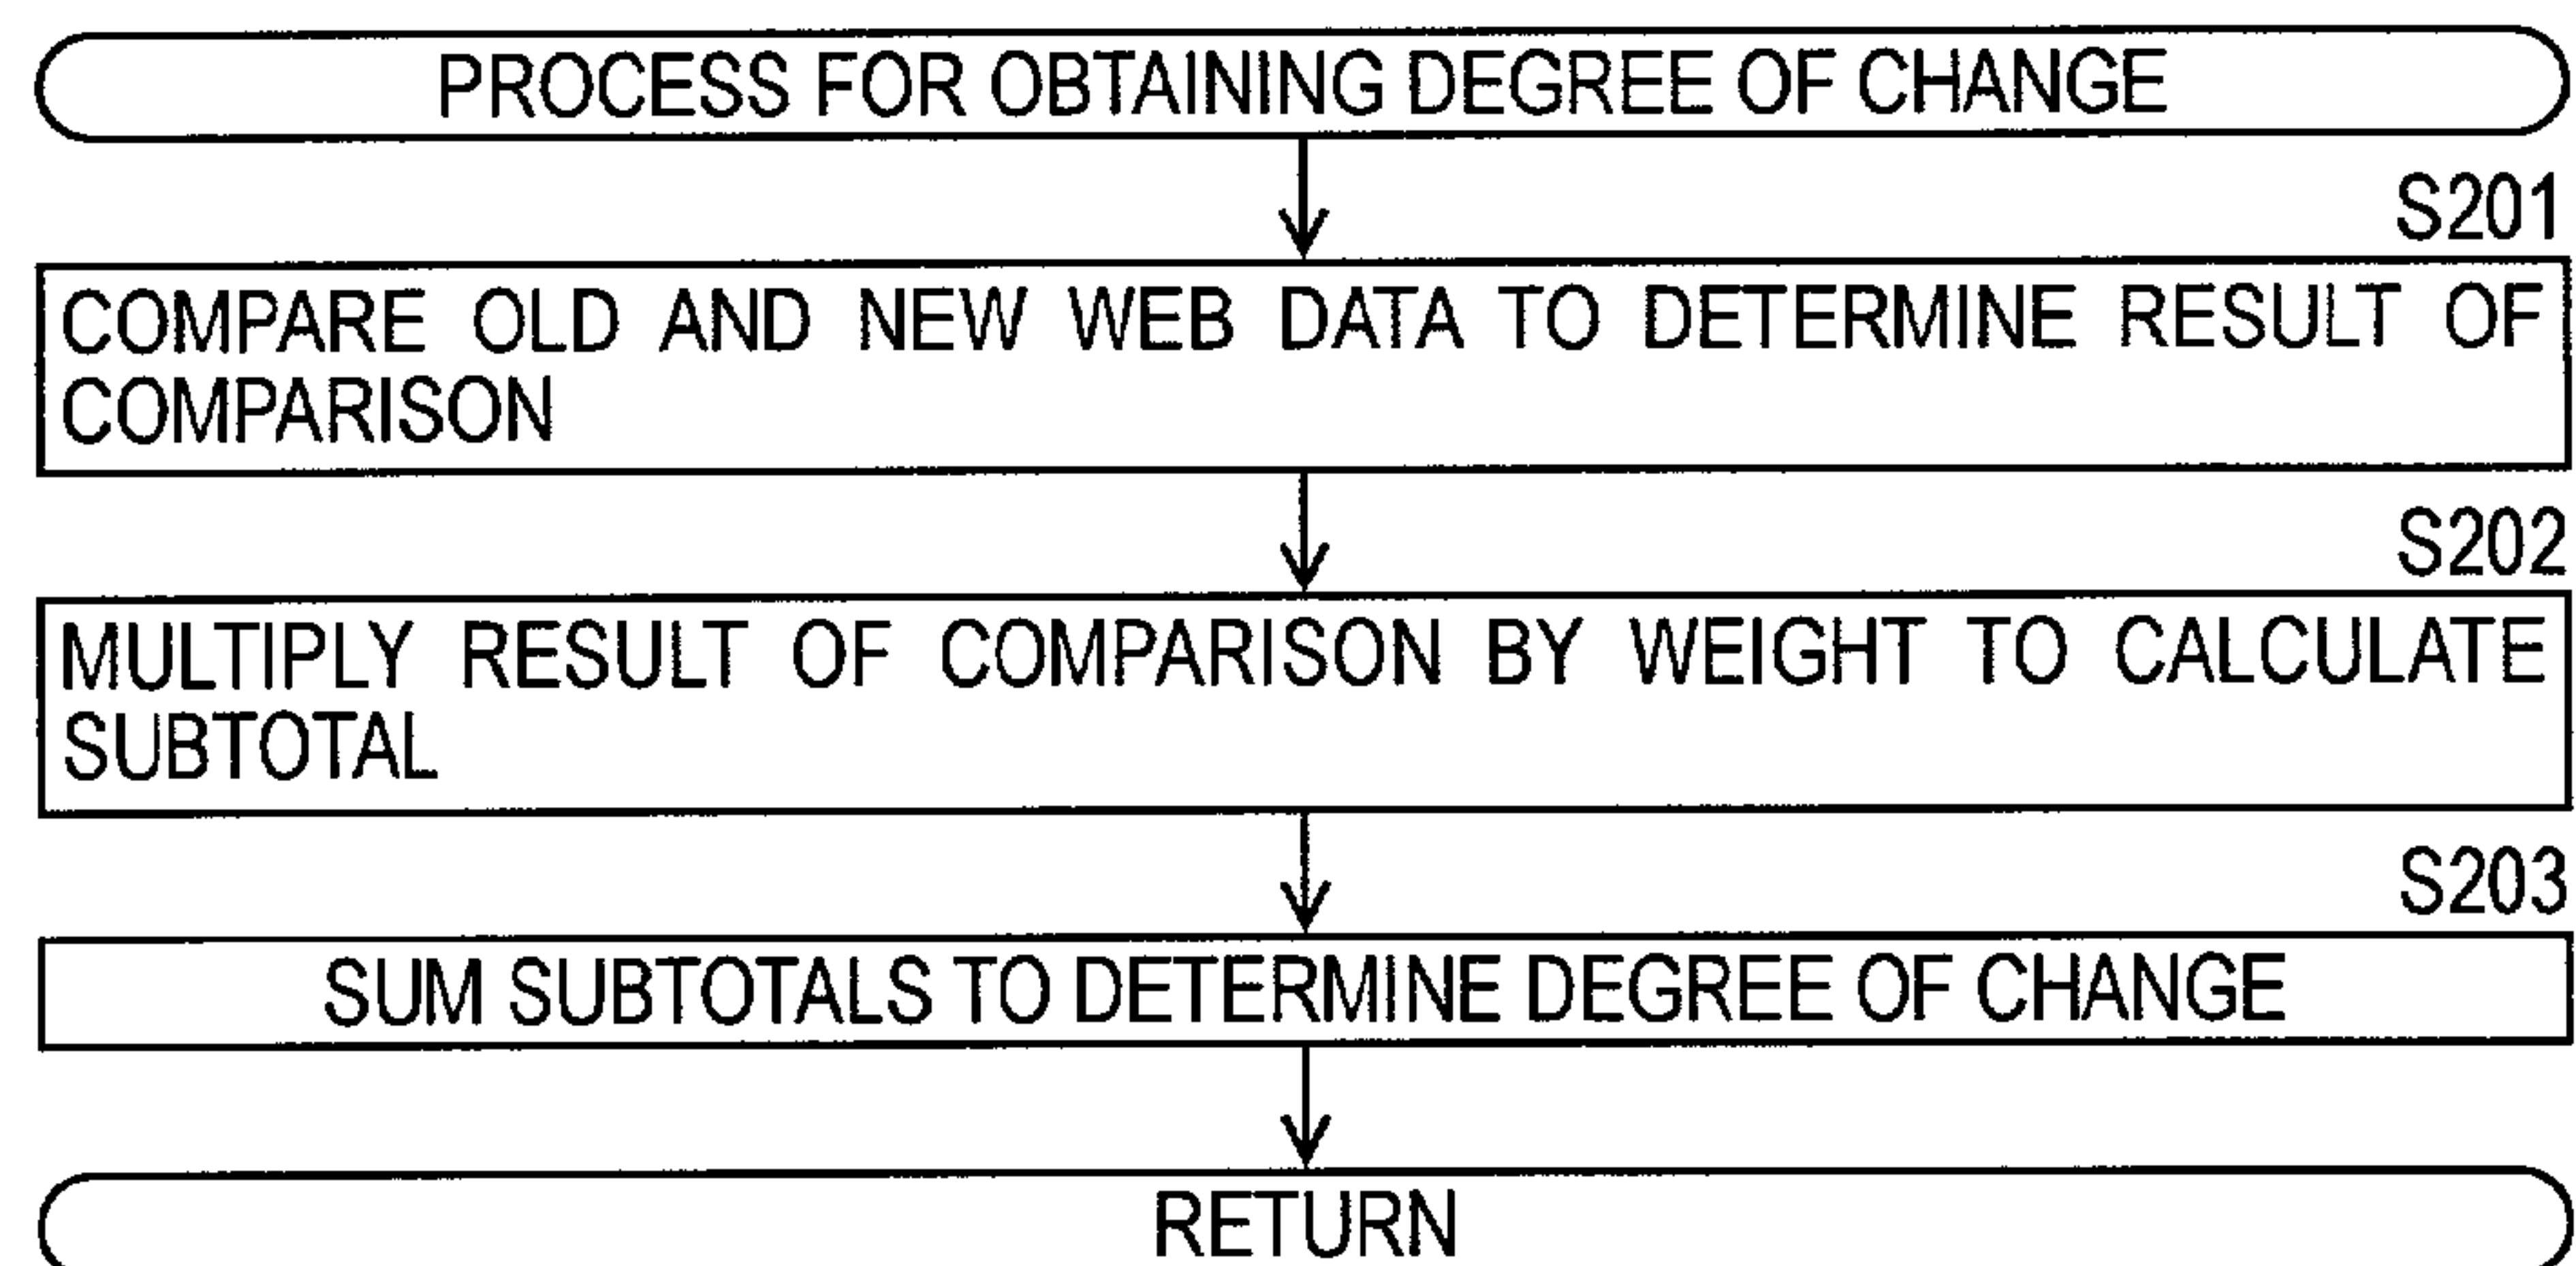 PROCESS FOR OBTAINING DEGREE OF CHANGE
S201
COMPARE OLD AND NEW WEB DATA TO DETERMINE RESULT OF
COMPARISON
S202
MULTIPLY RESULT OF COMPARISON BY WEIGHT TO CALCULATE
SUBTOTAL
S203
SUM SUBTOTALS TO DETERMINE DEGREE OF CHANGE
RETURN